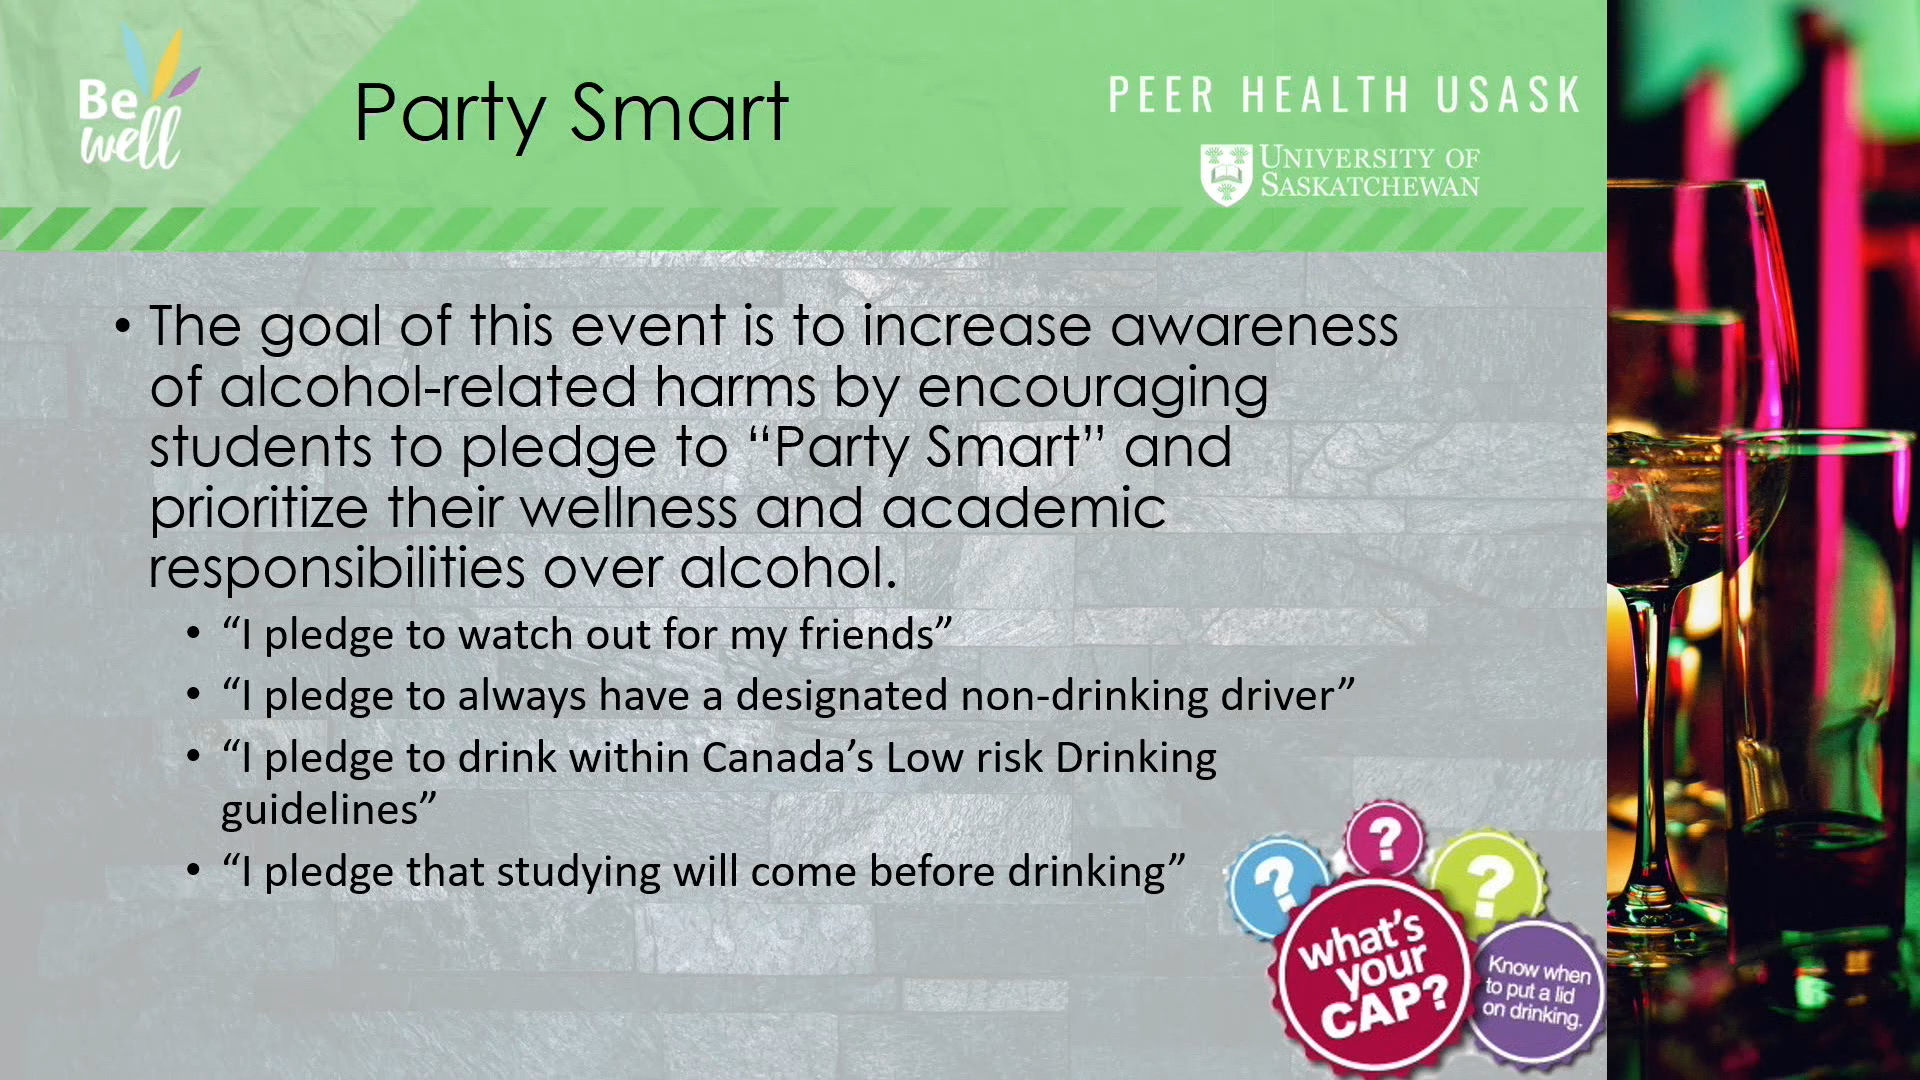 Be
well
Party Smart
PEER HEALTH USASK
UNIVERSITY OF
SASKATCHEWAN
• The goal of this event is to increase awareness
of alcohol-related harms by encouraging
students to pledge to “Party Smart” and
prioritize their wellness and academic
responsibilities over alcohol.
• “I pledge to watch out for my friends”
• “I pledge to always have a designated non-drinking driver”
• “I pledge to drink within Canada’s Low risk Drinking
guidelines”
• “I pledge that studying will come before drinking”
?
?
?
what's
your
CAP?
Know when
to put a lid
on drinking.